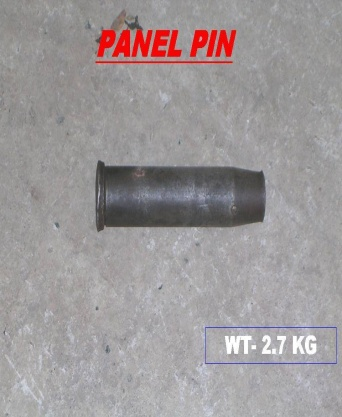 PANEL PIN
WT- 2.7 KG